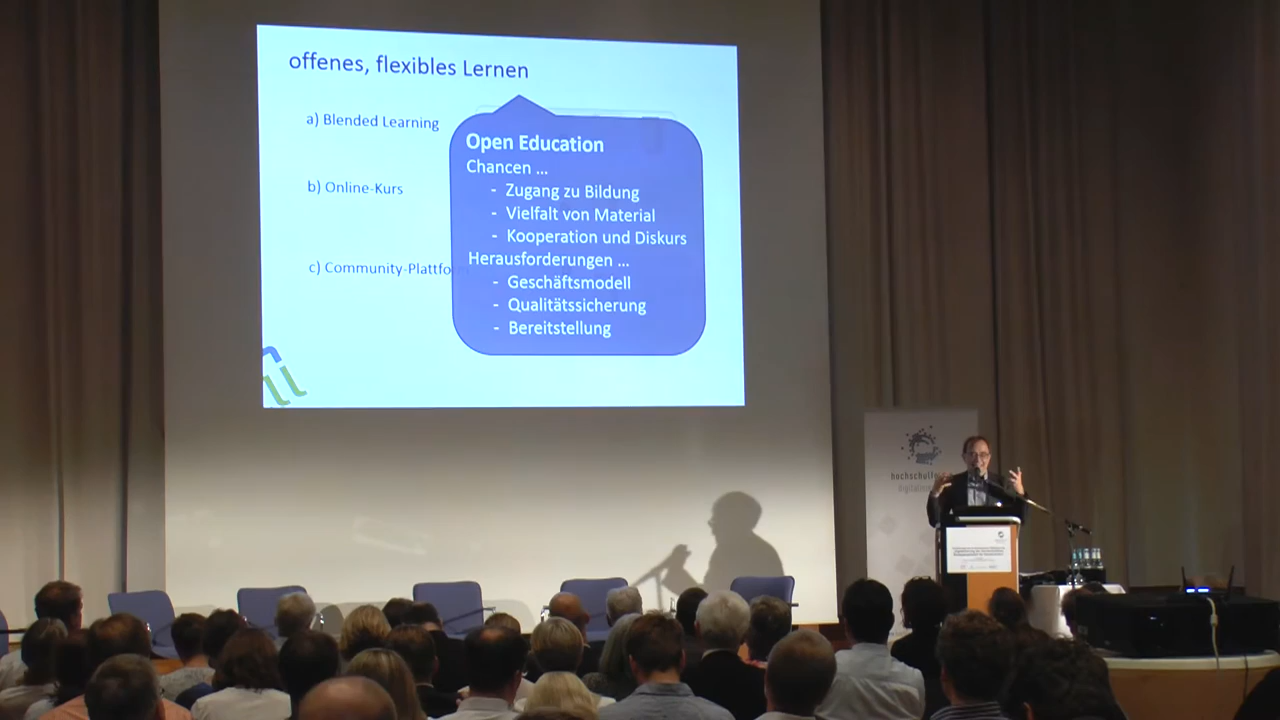 offenes, flexibles Lernen
a) Blended Learning
b) Online-Kurs
c) Community-Plattfo
Open Education
Chancen ...
- Zugang zu Bildung
- Vielfalt von Material
- Kooperation und Diskurs
Herausforderungen ...
- Geschäftsmodell
- Qualitätssicherung
- Bereitstellung